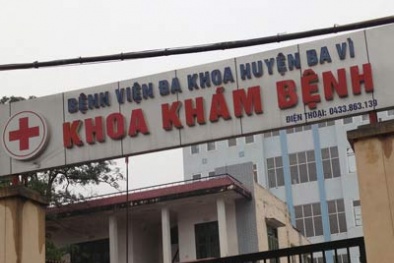 BỆNH VIỆN ĐA KHOA HUYỆN BA VÌ
KHOA KHÁM BỆNH
ĐIỆN THOẠI: 0433.863.139